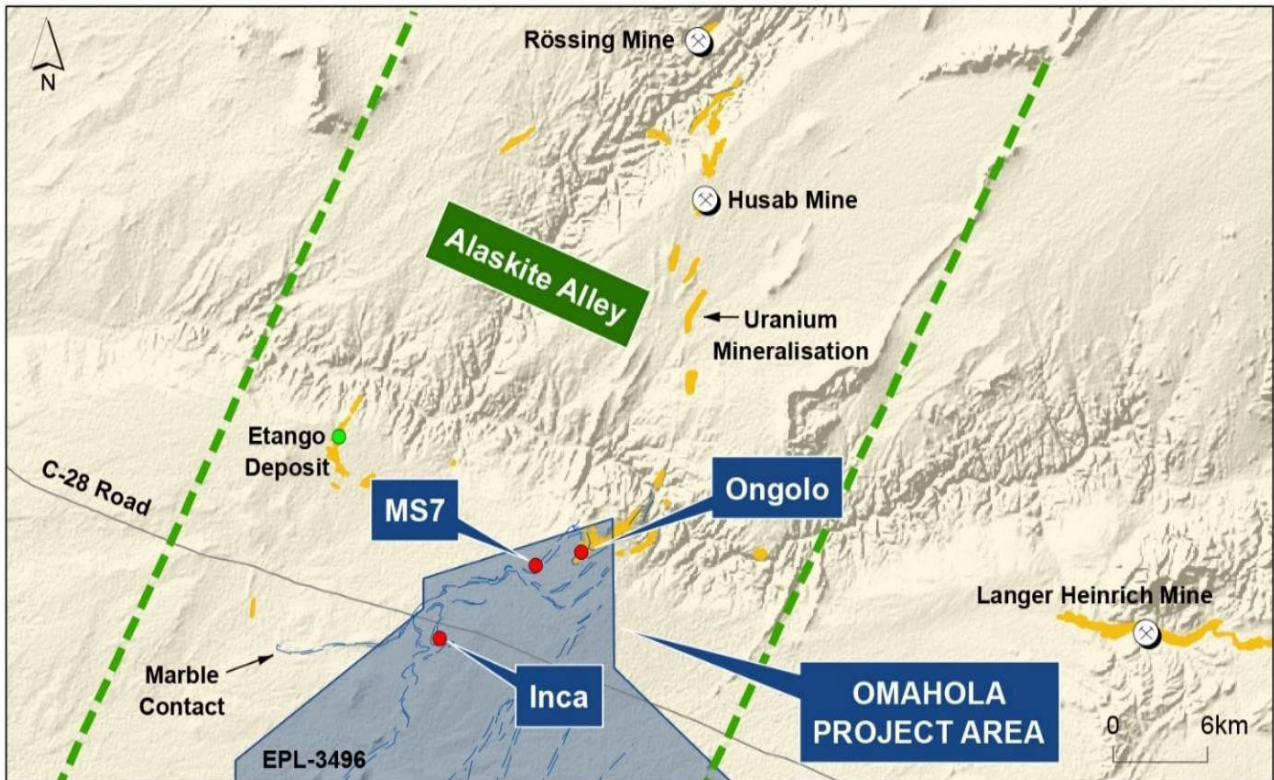 N
Rössing Mine
Husab Mine
Alaskite Alley
Uranium
Mineralisation
Etango
Deposit
C-28 Road
MS7
Ongolo
Langer Heinrich Mine
Marble
Contact
Inca
OMAHOLA
PROJECT AREA
0 6km
EPL-3496